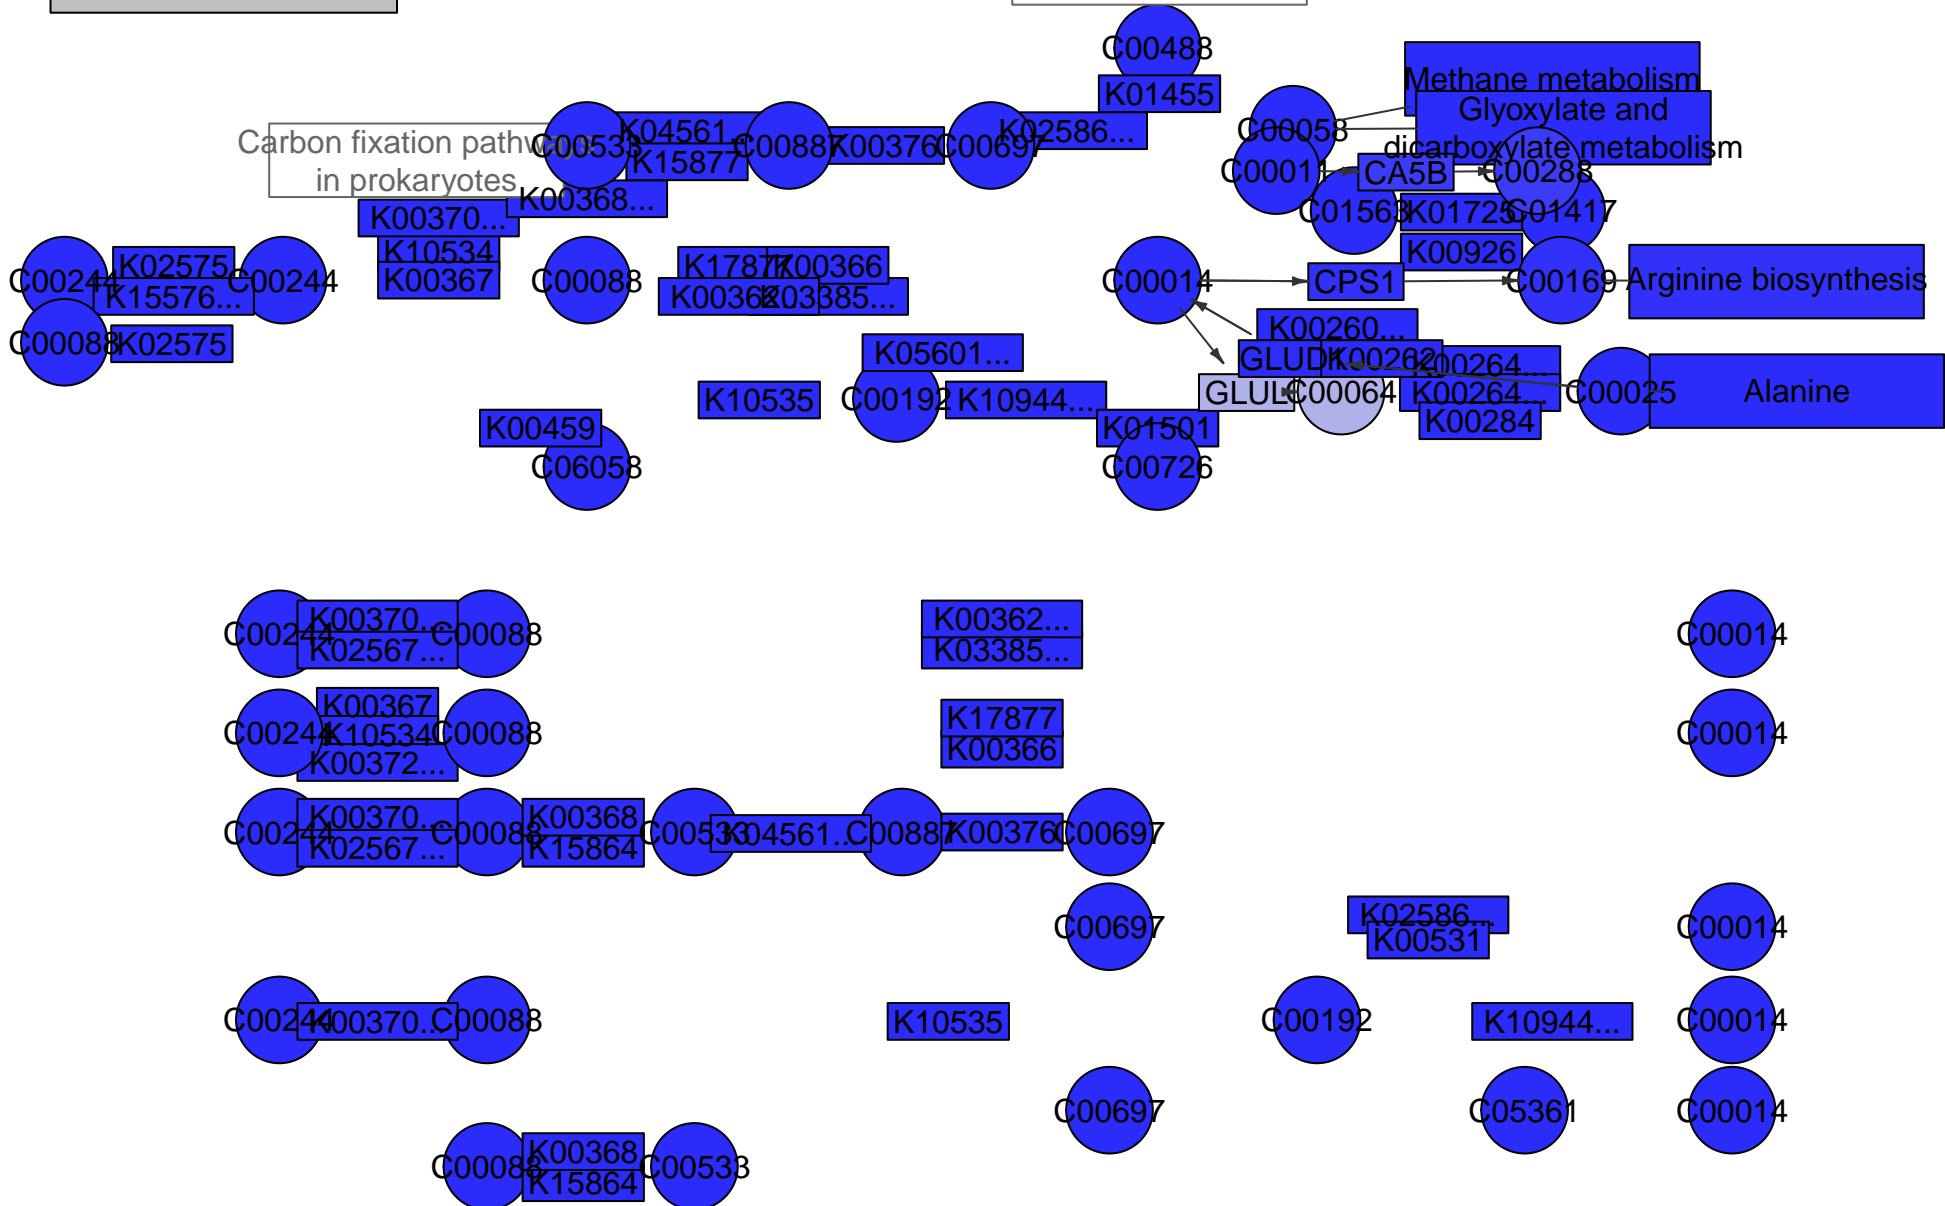 C00488
K01455
Methane metabolism
Glyoxylate and
dicarboxylate metabolism
C00058
Carbon fixation pathways
in prokaryotes
C00533
K04561...
K15877
C00887
K00376
C00697
K02586...
C00011
CA5B
C00288
C01563
K01725
C01417
K00368...
K00370...
K10534
K00367
K00926
C00244
K02575
K15576...
C00244
C00088
K17877
K00366
K00362...
K03385...
C00014
CPS1
C00169
Arginine biosynthesis
C00088
K02575
K05601...
K00260...
GLUD1
K00262
K00264...
K10535
C00192
K10944...
GLUL
C00064
K00264...
C00025
Alanine
K00459
K01501
K00284
C06058
C00726
C00244
K00370...
K02567...
C00088
K00362...
K03385...
C00014
C00244
K00367
K10534
K00372...
C00088
K17877
K00366
C00014
C00244
K00370...
K02567...
C00088
K00368
K15864
C00533
K04561...
C00887
K00376
C00697
C00697
K02586...
K00531
C00014
C00244
K00370...
C00088
K10535
C00192
K10944...
C00014
C00697
C05361
C00014
C00088
K00368
K15864
C00533